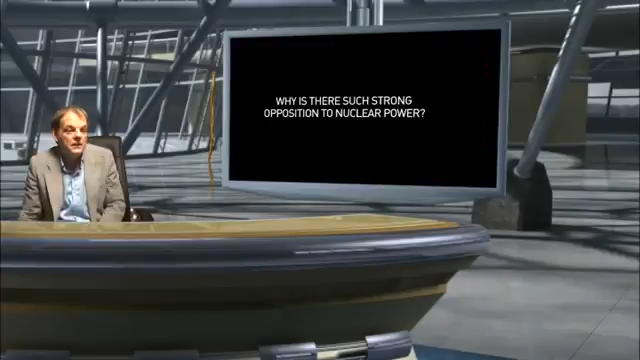 WHY IS THERE SUCH STRONG
OPPOSITION TO NUCLEAR POWER?